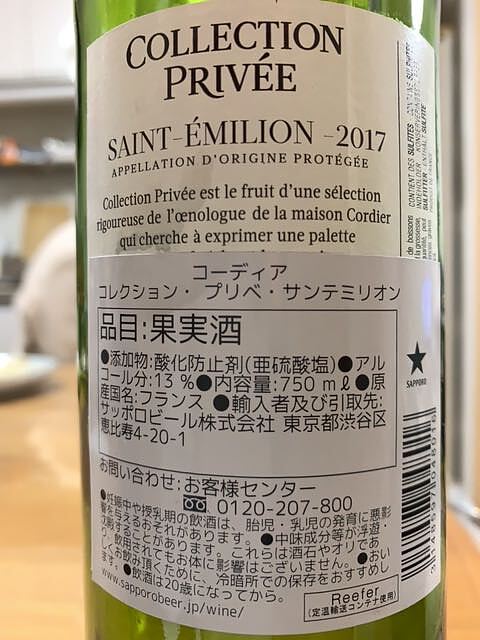 COLLECTION
PRIVÉE
SAINT-ÉMILION - 2017
APPELLATION D'ORIGINE PROTÉGÉE
Collection Privée est le fruit d'une sélection
rigoureuse de l'œnologue de la maison Cordier
qui cherche à exprimer une palette
コーディア
コレクション・ プリベ・サンテミリオン
品目:果実酒
●添加物:酸化防止剤(亜硫酸塩)●アル
コール分:13%●内容量:750mℓ●原
産国名:フランス ●輸入者及び引取先:
サッポロビール株式会社 東京都渋谷区
恵比寿4-20-1
お問い合わせ:お客様センター
0120-207-800
●妊娠中や授乳期の飲酒は、胎児・乳児の発育に悪影
響を与えるおそれがあります。●中味成分等が浮遊・
沈殿することがあります。これらは酒石やオリであ
り、飲用されてもお体に影響はございません。●おい
しくお飲み頂くために、冷暗所での保存をおすすめし
ます。●飲酒は20歳になってから。
www.sapporobeer.jp/wine/
Reefer
(定温輸送コンテナ使用)
SAPPORO
CONTIENT DES SULFITES